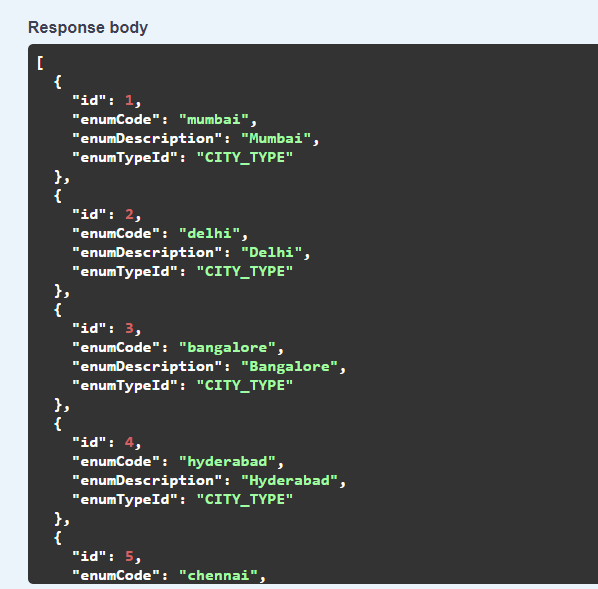 Response body
[
  {
    "id": 1,
    "enumCode": "mumbai",
    "enumDescription": "Mumbai",
    "enumTypeId": "CITY_TYPE"
  },
  {
    "id": 2,
    "enumCode": "delhi",
    "enumDescription": "Delhi",
    "enumTypeId": "CITY_TYPE"
  },
  {
    "id": 3,
    "enumCode": "bangalore",
    "enumDescription": "Bangalore",
    "enumTypeId": "CITY_TYPE"
  },
  {
    "id": 4,
    "enumCode": "hyderabad",
    "enumDescription": "Hyderabad",
    "enumTypeId": "CITY_TYPE"
  },
  {
    "id": 5,
    "enumCode": "chennai",